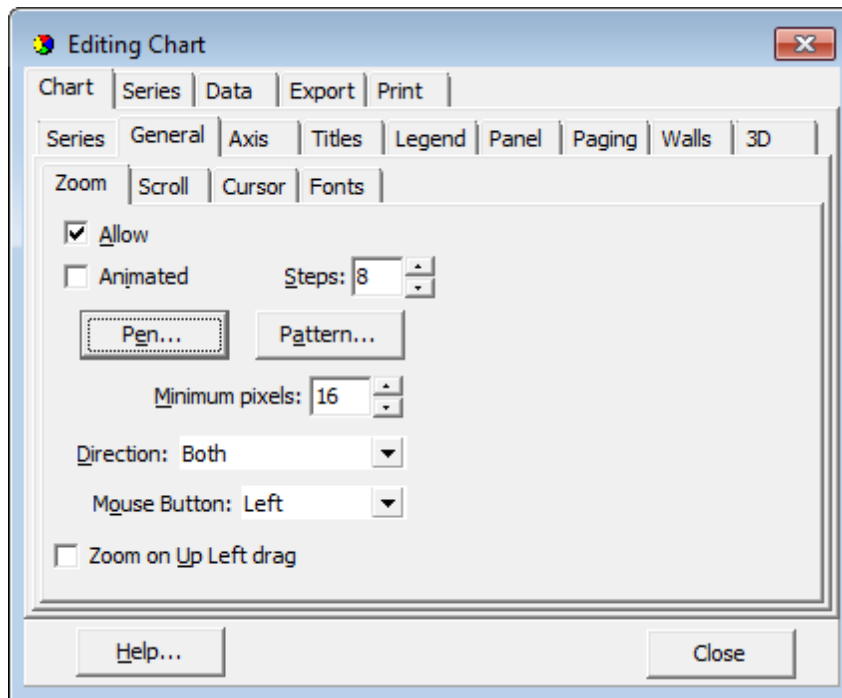 Editing Chart
Chart Series Data Export Print
Series General Axis Titles Legend Panel Paging Walls 3D
Zoom Scroll Cursor Fonts
Allow
Animated Steps: 8
Pen... Pattern...
Minimum pixels: 16
Direction: Both
Mouse Button: Left
Zoom on Up Left drag
Help... Close